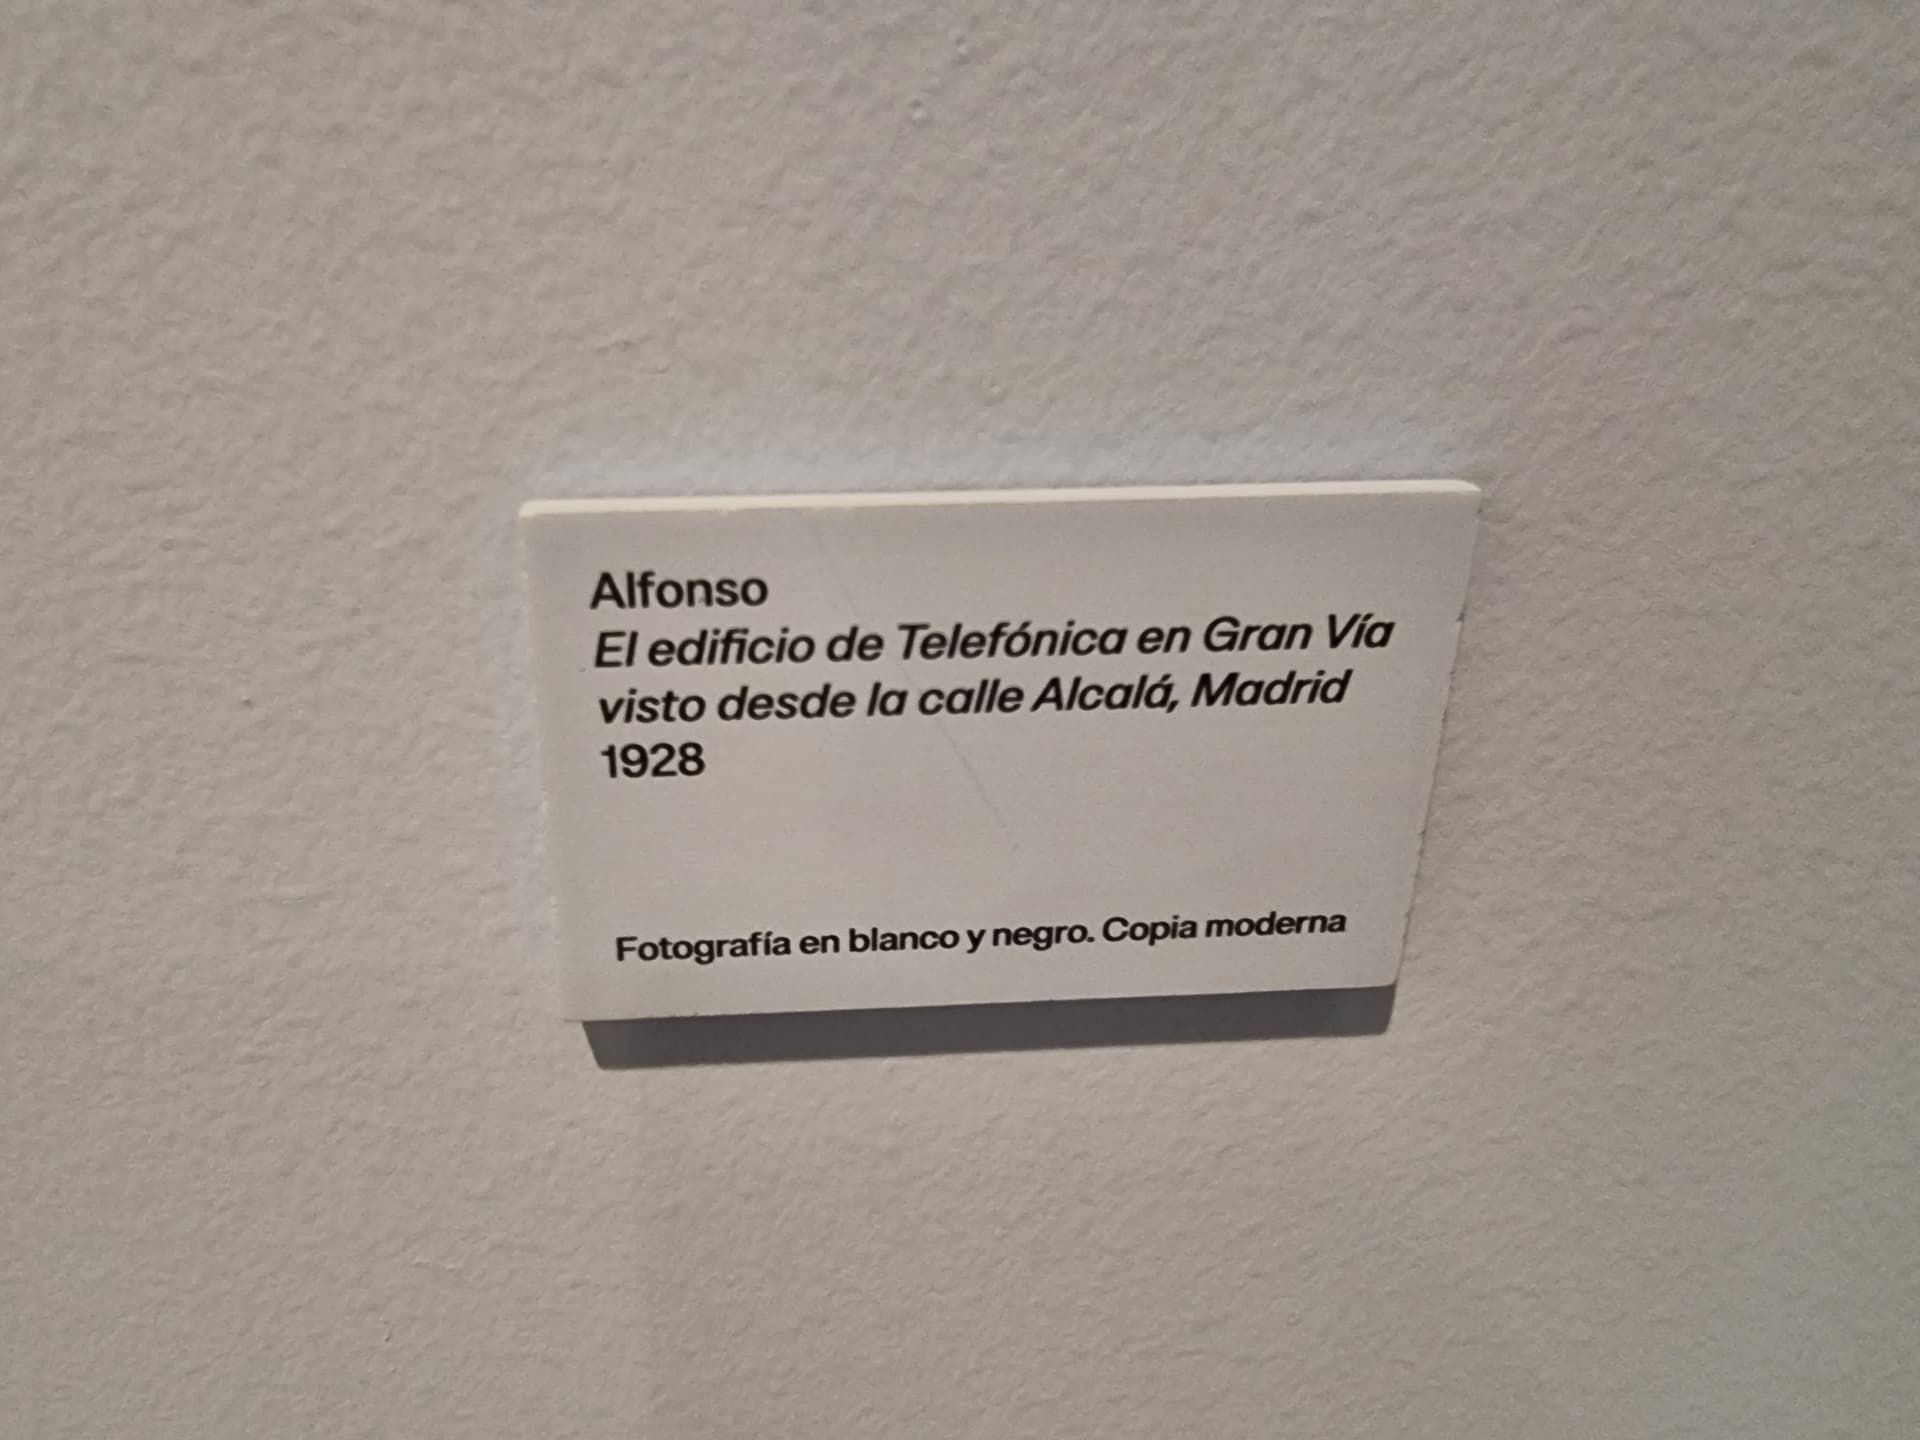 Alfonso
El edificio de Telefónica en Gran Vía
visto desde la calle Alcalá, Madrid
1928
Fotografía en blanco y negro. Copia moderna